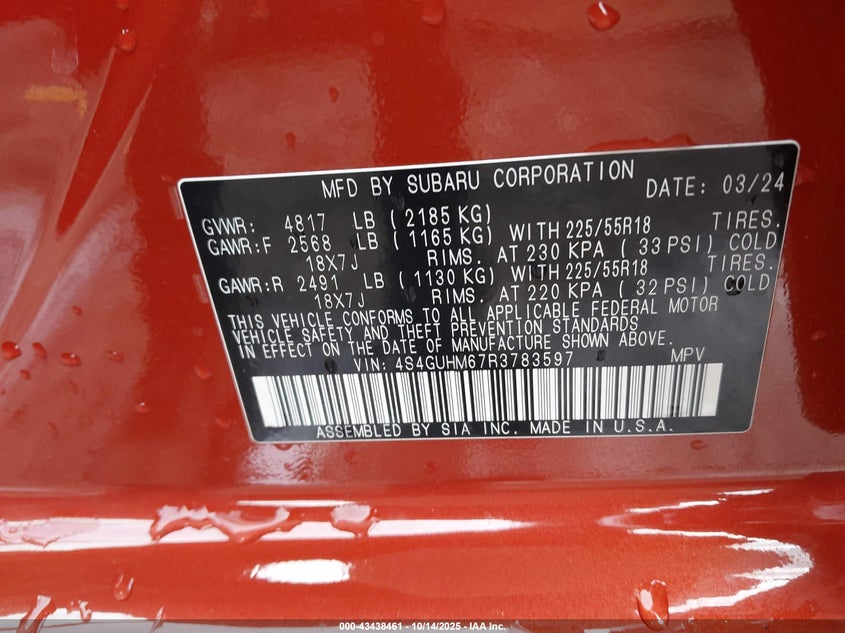 MFD BY SUBARU CORPORATION DATE: 03/24
GVWR: 4817 LB (2185 KG)
GAWR:F 2568 LB (1165 KG) WITH 225/55R18 TIRES.
18X7J RIMS. AT 230 KPA (33 PSI) COLD
GAWR:R 2491 LB (1130 KG) WITH 225/55R18 TIRES.
18X7J RIMS. AT 220 KPA (32 PSI) COLD
THIS VEHICLE CONFORMS TO ALL APPLICABLE FEDERAL MOTOR
VEHICLE SAFETY AND THEFT PREVENTION STANDARDS
IN EFFECT ON THE DATE OF MANUFACTURE SHOWN ABOVE.
VIN: 4S4GUHM67R3783597 MPV
ASSEMBLED BY SIA INC. MADE IN U.S.A.
000-43438461 - 10/14/2025 - IAA Inc.